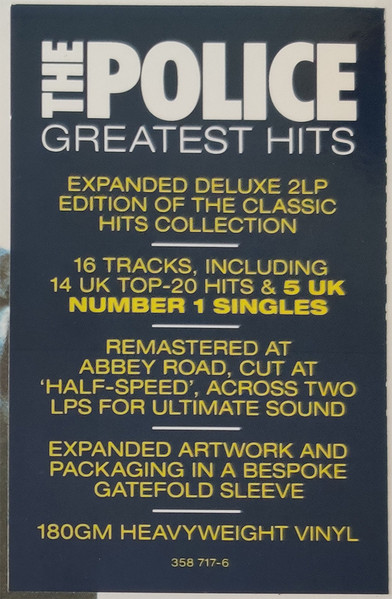 THE POLICE
GREATEST HITS
EXPANDED DELUXE 2LP
EDITION OF THE CLASSIC
HITS COLLECTION
16 TRACKS, INCLUDING
14 UK TOP-20 HITS & 5 UK
NUMBER 1 SINGLES
REMASTERED AT
ABBEY ROAD, CUT AT
‘HALF-SPEED’, ACROSS TWO
LPS FOR ULTIMATE SOUND
EXPANDED ARTWORK AND
PACKAGING IN A BESPOKE
GATEFOLD SLEEVE
180GM HEAVYWEIGHT VINYL
358 717-6